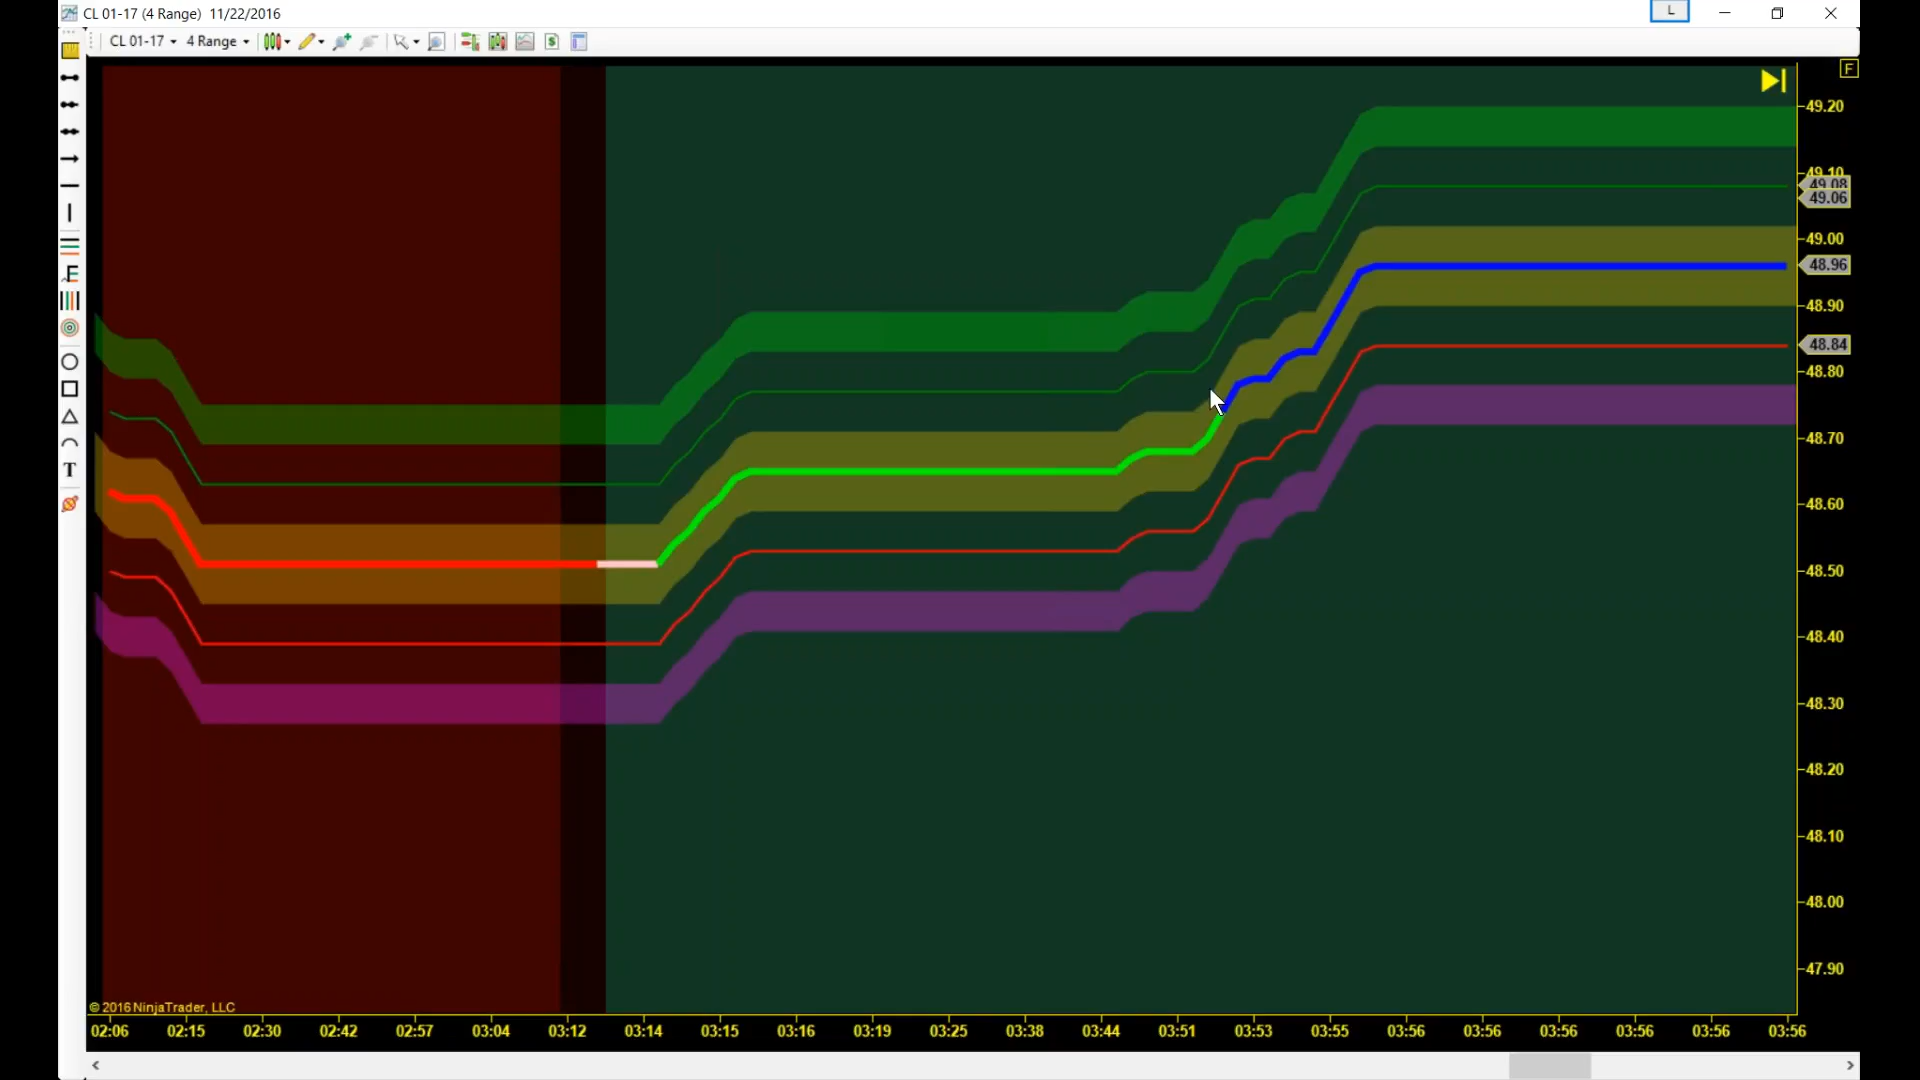 CL 01-17 (4 Range) 11/22/2016
L
CL 01-17 4 Range
F
49.20
49.10
49.08
49.06
49.00
48.96
48.90
48.84
48.80
48.70
48.60
48.50
48.40
48.30
48.20
48.10
48.00
47.90
T
© 2016 NinjaTrader, LLC
02:06 02:15 02:30 02:42 02:57 03:04 03:12 03:14 03:15 03:16 03:19 03:25 03:38 03:44 03:51 03:53 03:55 03:56 03:56 03:56 03:56 03:56 03:56